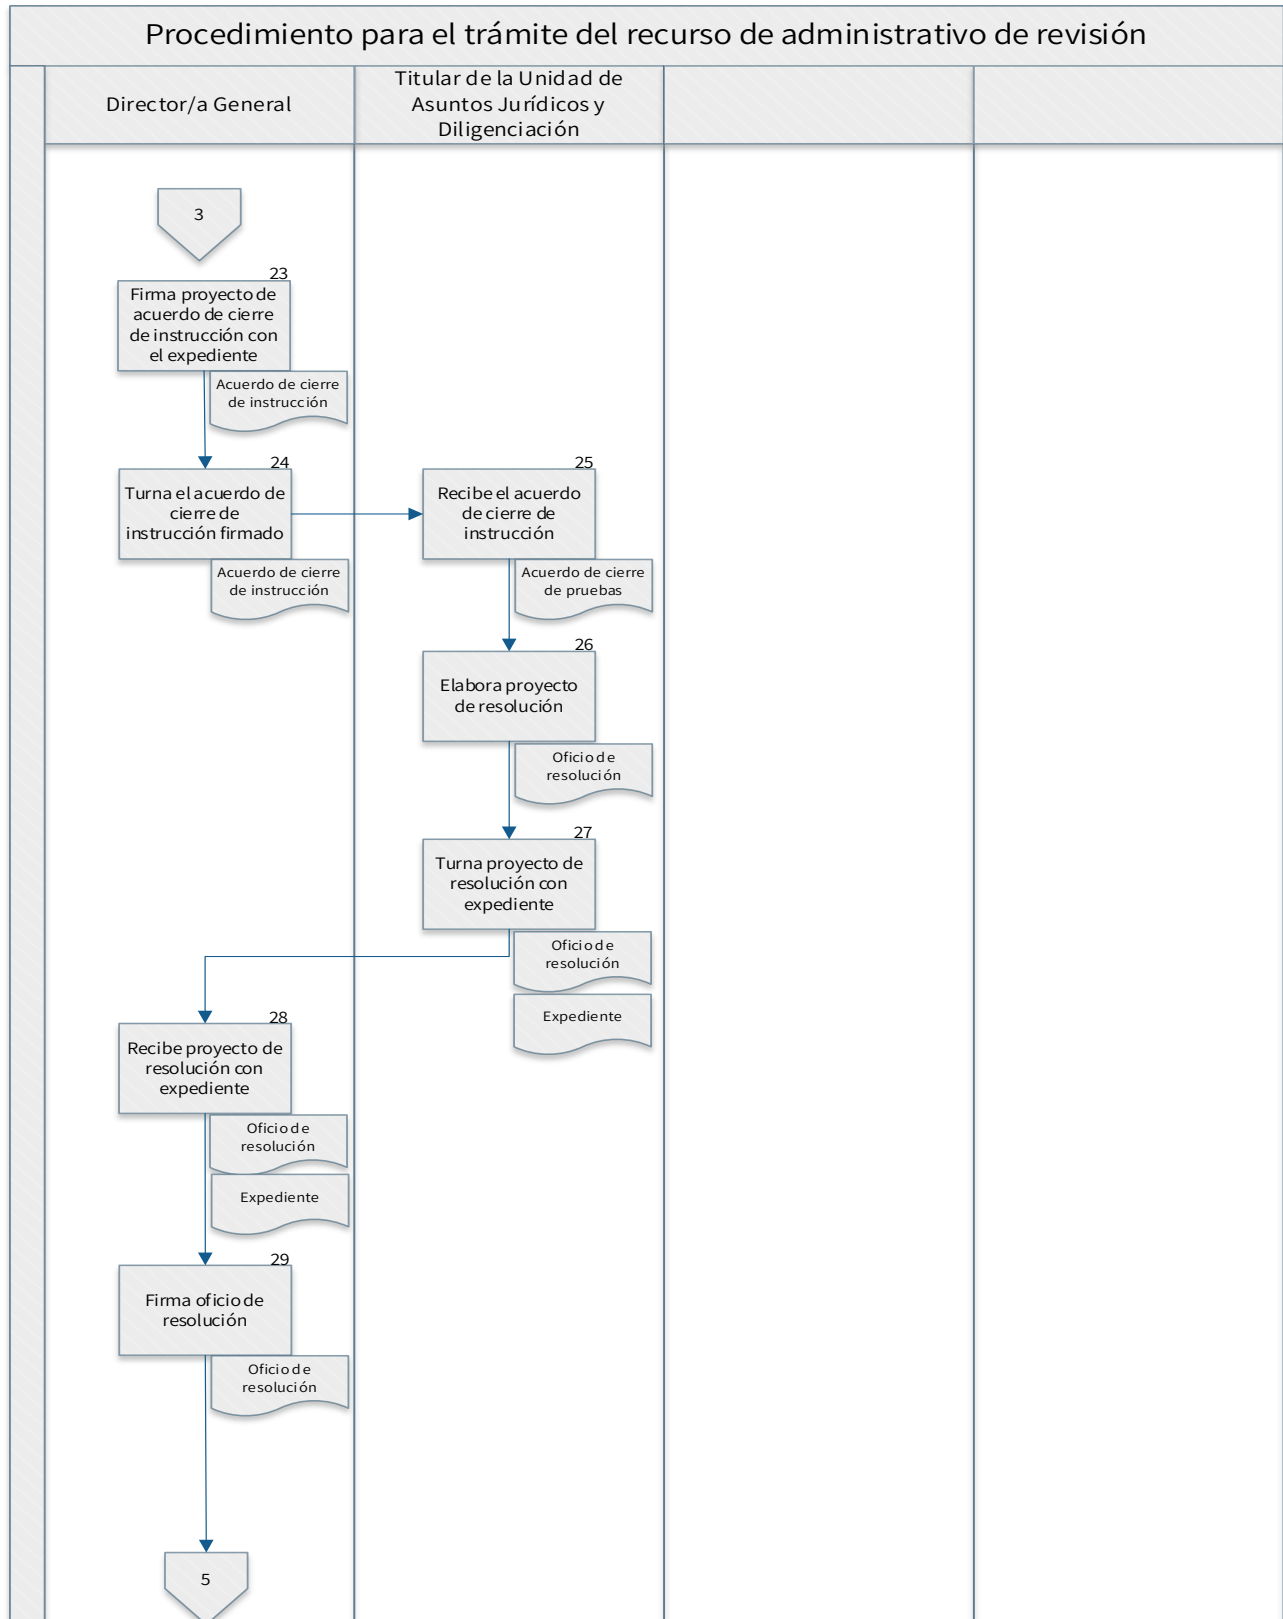 Procedimiento para el trámite del recurso de administrativo de revisión
Director/a General
Titular de la Unidad de
Asuntos Jurídicos y
Diligenciación
3
23
Firma proyecto de
acuerdo de cierre
de instrucción con
el expediente
Acuerdo de cierre
de instrucción
24
Turna el acuerdo de
cierre de
instrucción firmado
Acuerdo de cierre
de instrucción
25
Recibe el acuerdo
de cierre de
instrucción
Acuerdo de cierre
de pruebas
26
Elabora proyecto
de resolución
Oficio de
resolución
27
Turna proyecto de
resolución con
expediente
Oficio de
resolución
Expediente
28
Recibe proyecto de
resolución con
expediente
Oficio de
resolución
Expediente
29
Firma oficio de
resolución
Oficio de
resolución
5